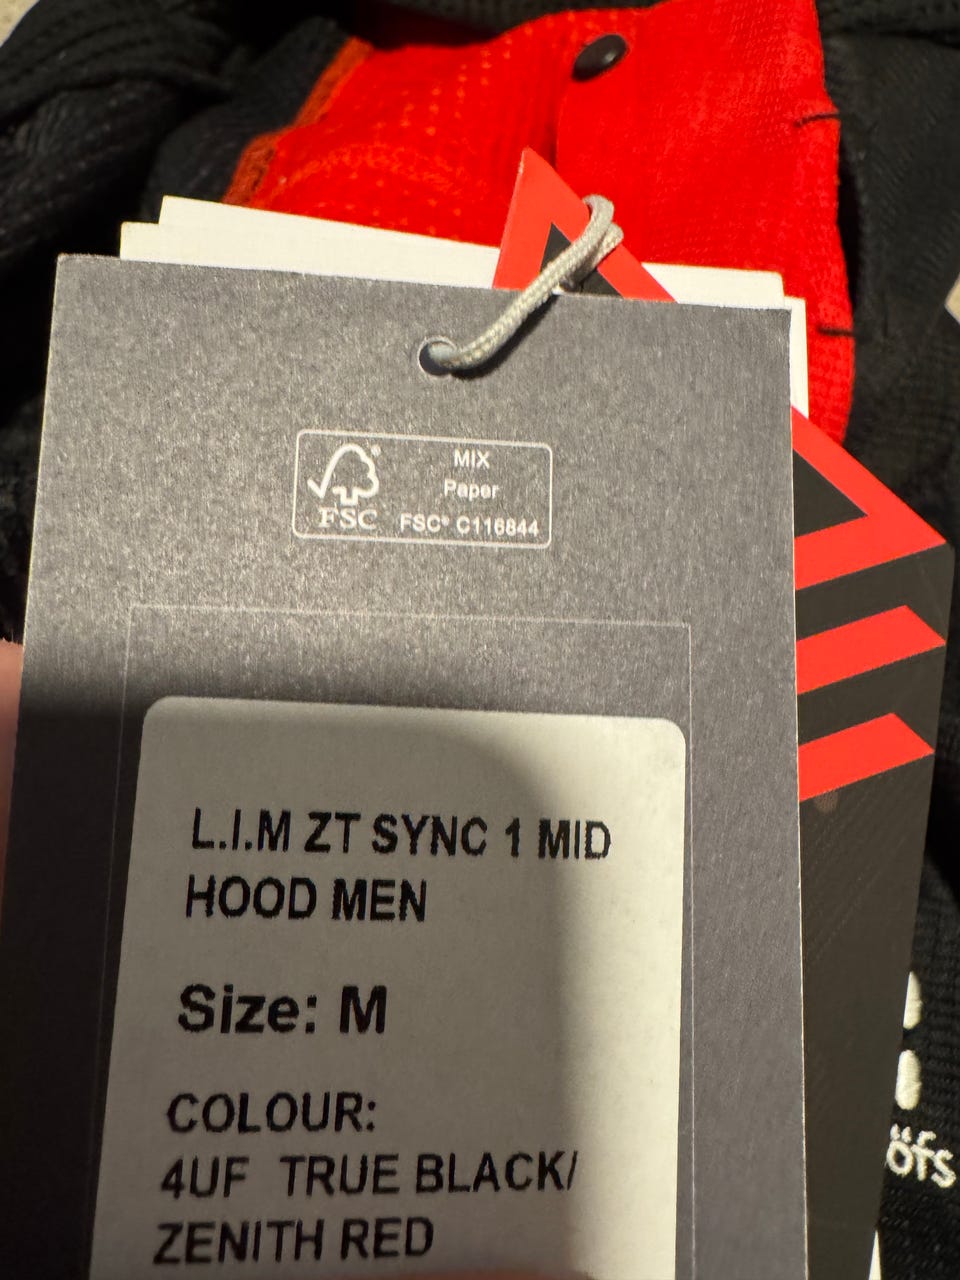 MIX
Paper
FSC
FSC® C116844
L.I.M ZT SYNC 1 MID
HOOD MEN
Size: M
COLOUR:
4UF TRUE BLACK/
ZENITH RED